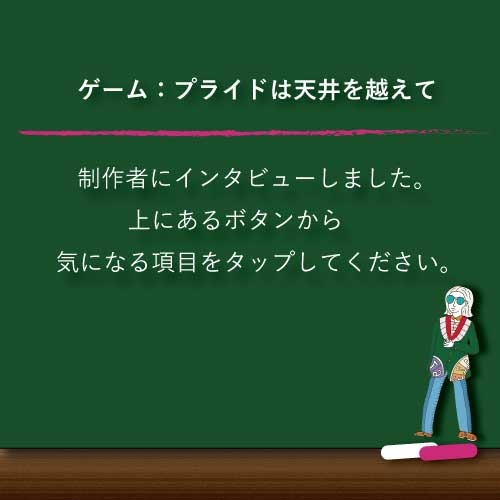 ゲーム：プライドは天井を越えて
制作者にインタビューしました。
上にあるボタンから
気になる項目をタップしてください。